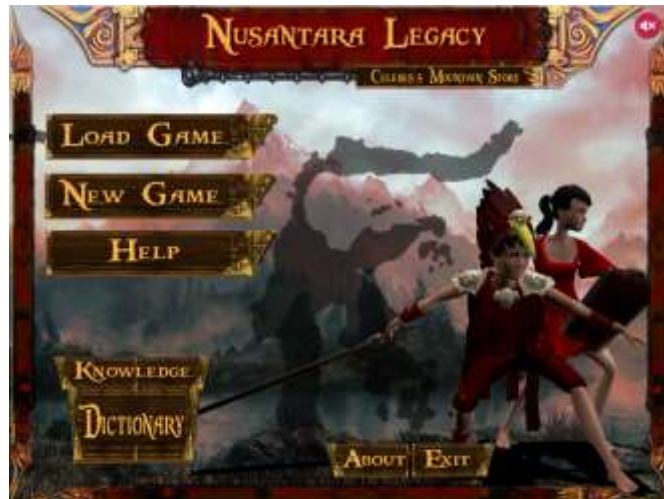 NUSANTARA LEGACY
CELEBES & MOUNTAIN STORY
LOAD GAME
NEW GAME
HELP
KNOWLEDGE
DICTIONARY
ABOUT
EXIT